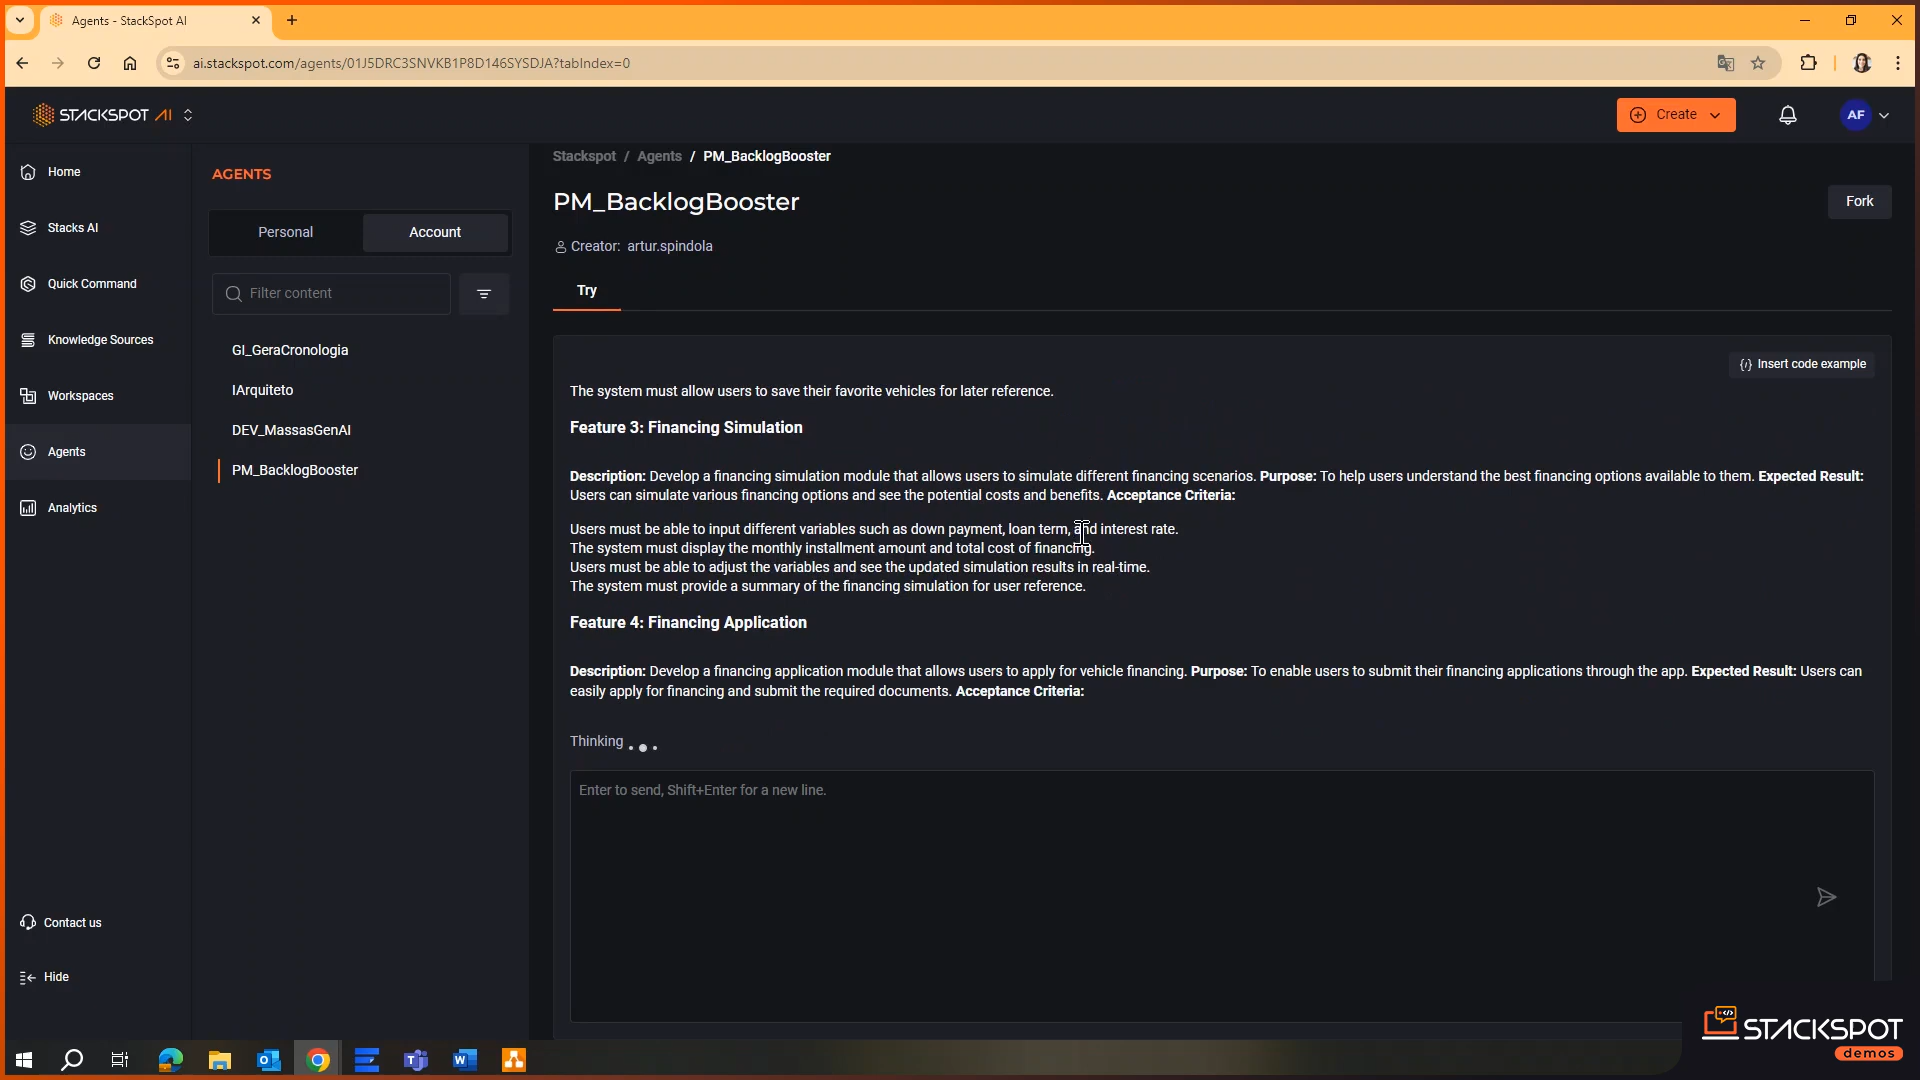 Agents - StackSpot AI
ai.stackspot.com/agents/01J5DRC3SNVKB1P8D146SYSDJA?tabIndex=0
STACKSPOT AI
Create
AF
Home
Stacks AI
Quick Command
Knowledge Sources
Workspaces
Agents
Analytics
Contact us
Hide
AGENTS
Personal
Account
Filter content
GI_GeraCronologia
IArquiteto
DEV_MassasGenAI
PM_BacklogBooster
Stackspot / Agents / PM_BacklogBooster
PM_BacklogBooster
Fork
Creator: artur.spindola
Try
Insert code example
The system must allow users to save their favorite vehicles for later reference.
Feature 3: Financing Simulation
Description: Develop a financing simulation module that allows users to simulate different financing scenarios. Purpose: To help users understand the best financing options available to them. Expected Result:
Users can simulate various financing options and see the potential costs and benefits. Acceptance Criteria:
Users must be able to input different variables such as down payment, loan term, and interest rate.
The system must display the monthly installment amount and total cost of financing.
Users must be able to adjust the variables and see the updated simulation results in real-time.
The system must provide a summary of the financing simulation for user reference.
Feature 4: Financing Application
Description: Develop a financing application module that allows users to apply for vehicle financing. Purpose: To enable users to submit their financing applications through the app. Expected Result: Users can
easily apply for financing and submit the required documents. Acceptance Criteria:
Thinking
Enter to send, Shift+Enter for a new line.
STACKSPOT
demos